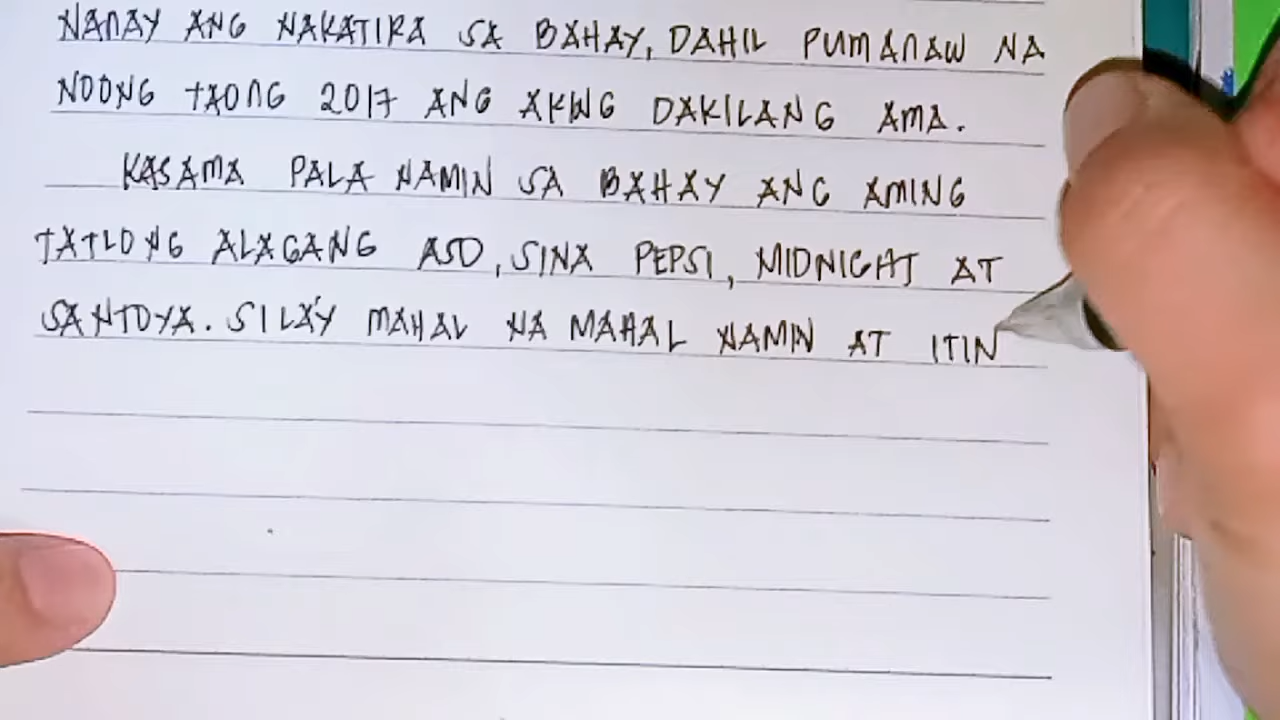 NANAY ANG NAKATIRA SA BAHAY, DAHIL PUMANAW NA
NOONG TAONG 2017 ANG AKING DAKILANG AMA.
KASAMA PALA NAMIN SA BAHAY ANG AMING
TATLONG ALAGANG ASO, SINA PEPSI, MIDNIGHT AT
SANTOYA. SILA'Y MAHAL NA MAHAL NAMIN AT ITIN